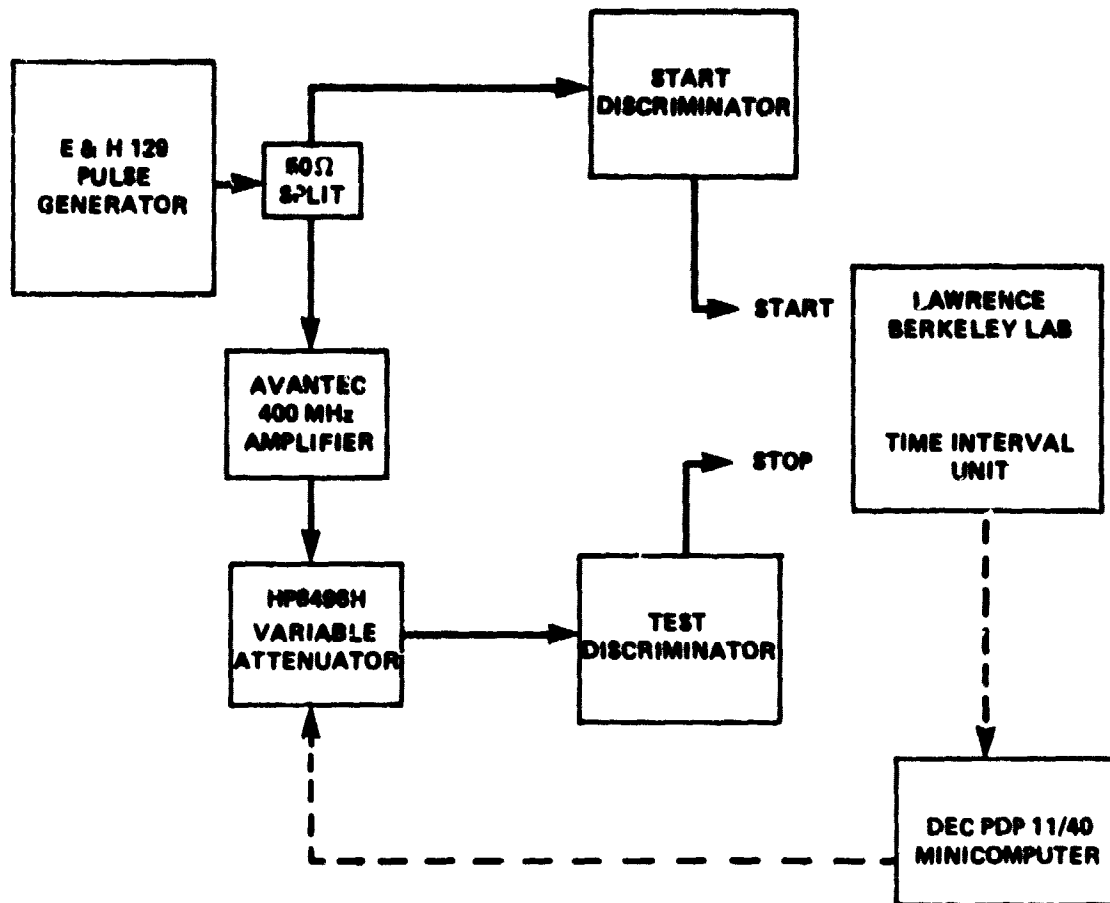 E & H 129
PULSE
GENERATOR
50Ω
SPLIT
START
DISCRIMINATOR
START
LAWRENCE
BERKELEY LAB
TIME INTERVAL
UNIT
AVANTEC
400 MHz
AMPLIFIER
STOP
HP8496H
VARIABLE
ATTENUATOR
TEST
DISCRIMINATOR
DEC PDP 11/40
MINICOMPUTER